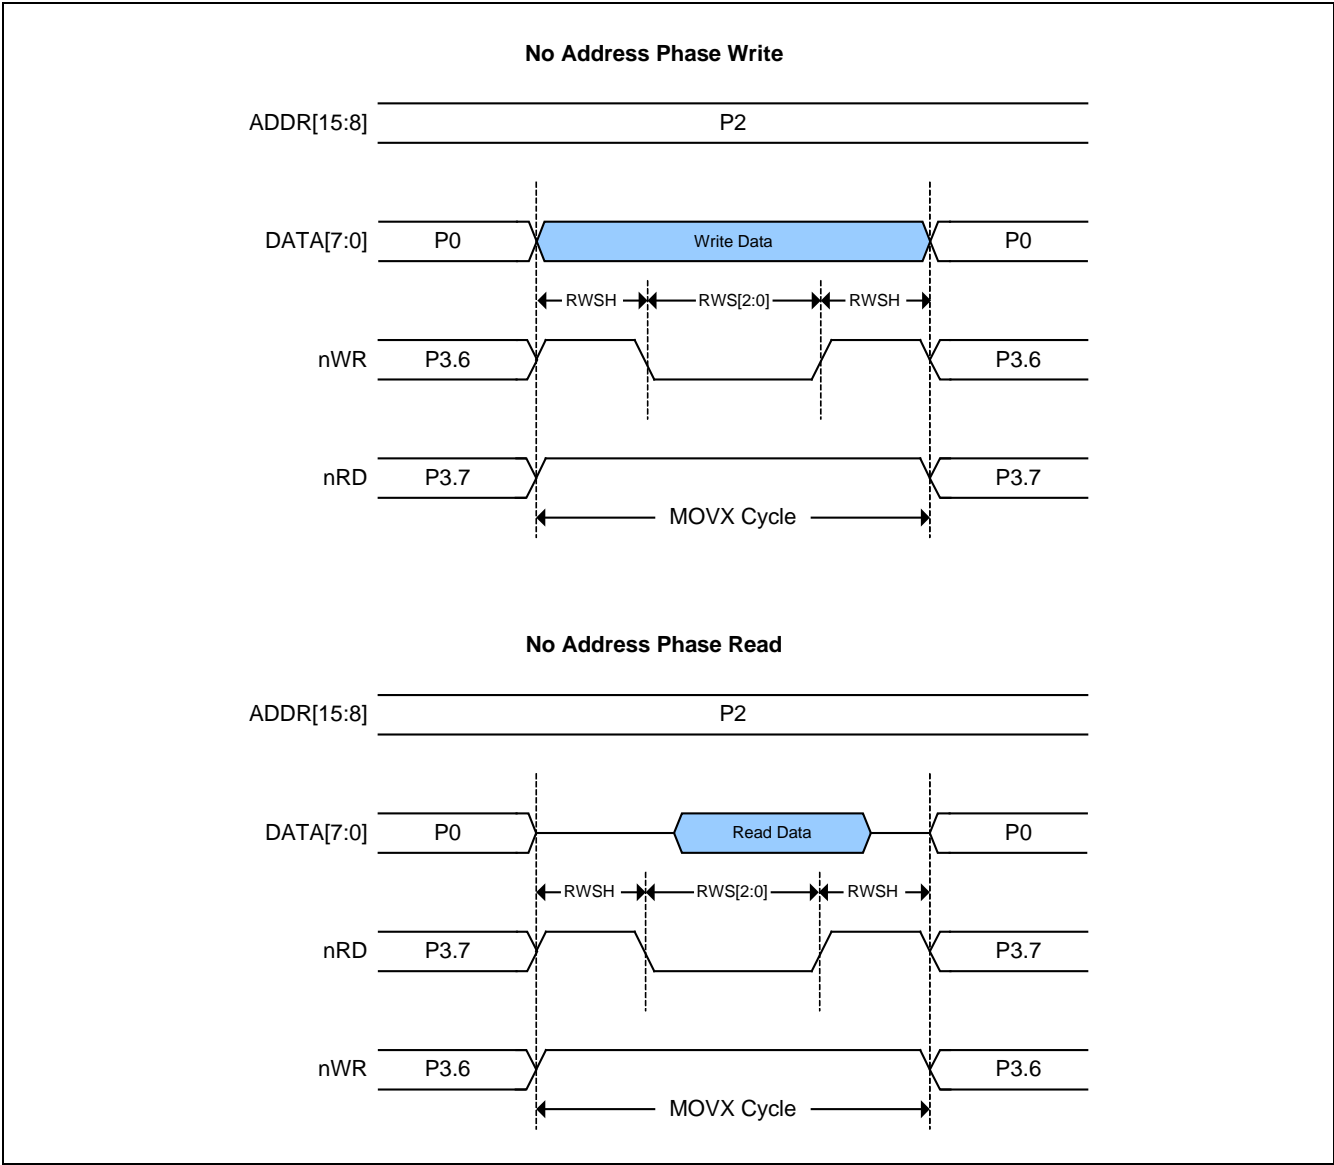 No Address Phase Write
ADDR[15:8] P2
DATA[7:0] P0 Write Data P0
RWSH RWS[2:0] RWSH
nWR P3.6 P3.6
nRD P3.7 P3.7
MOVX Cycle
No Address Phase Read
ADDR[15:8] P2
DATA[7:0] P0 Read Data P0
RWSH RWS[2:0] RWSH
nRD P3.7 P3.7
nWR P3.6 P3.6
MOVX Cycle